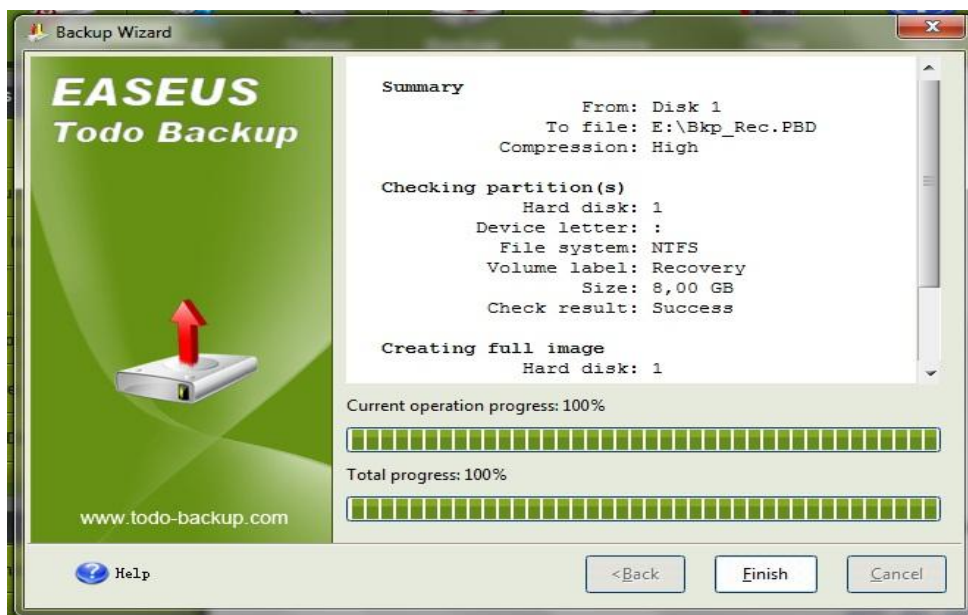 Backup Wizard
EASEUS
Todo Backup
www.todo-backup.com
Summary
From: Disk 1
To file: E:\Bkp_Rec.PBD
Compression: High
Checking partition(s)
Hard disk: 1
Device letter: :
File system: NTFS
Volume label: Recovery
Size: 8,00 GB
Check result: Success
Creating full image
Hard disk: 1
Current operation progress: 100%
Total progress: 100%
Help
<Back
Finish
Cancel